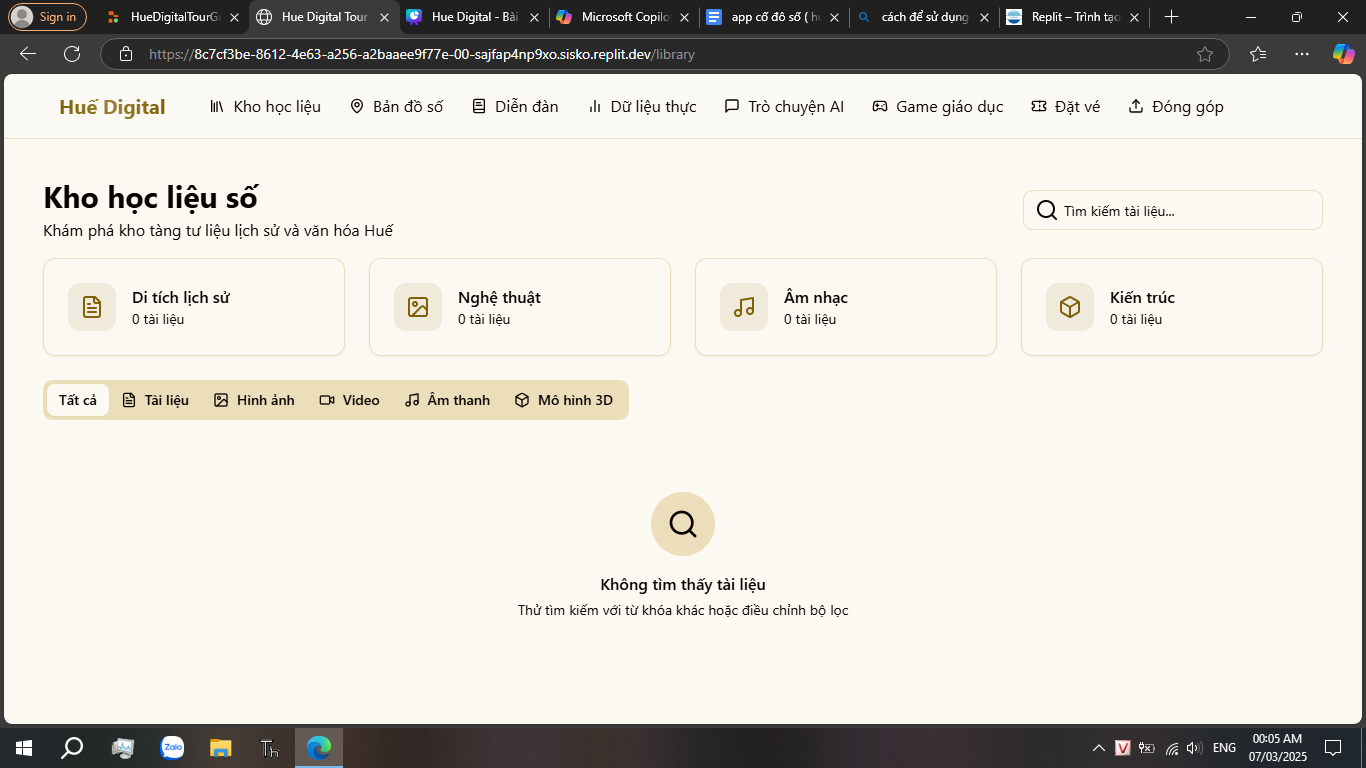 Sign in
HueDigitalTourG
Hue Digital Tour
Hue Digital - Bài
Microsoft Copilo
app cố đô số ( h
cách để sử dụng
Replit – Trình tạo
https://8c7cf3be-8612-4e63-a256-a2baaee9f77e-00-sajfap4np9xo.sisko.replit.dev/library
Huế Digital
Kho học liệu
Bản đồ số
Diễn đàn
Dữ liệu thực
Trò chuyện AI
Game giáo dục
Đặt vé
Đóng góp
Kho học liệu số
Khám phá kho tàng tư liệu lịch sử và văn hóa Huế
Tìm kiếm tài liệu...
Di tích lịch sử
0 tài liệu
Nghệ thuật
0 tài liệu
Âm nhạc
0 tài liệu
Kiến trúc
0 tài liệu
Tất cả
Tài liệu
Hình ảnh
Video
Âm thanh
Mô hình 3D
Không tìm thấy tài liệu
Thử tìm kiếm với từ khóa khác hoặc điều chỉnh bộ lọc
Zalo
Th
V
ENG
00:05 AM
07/03/2025